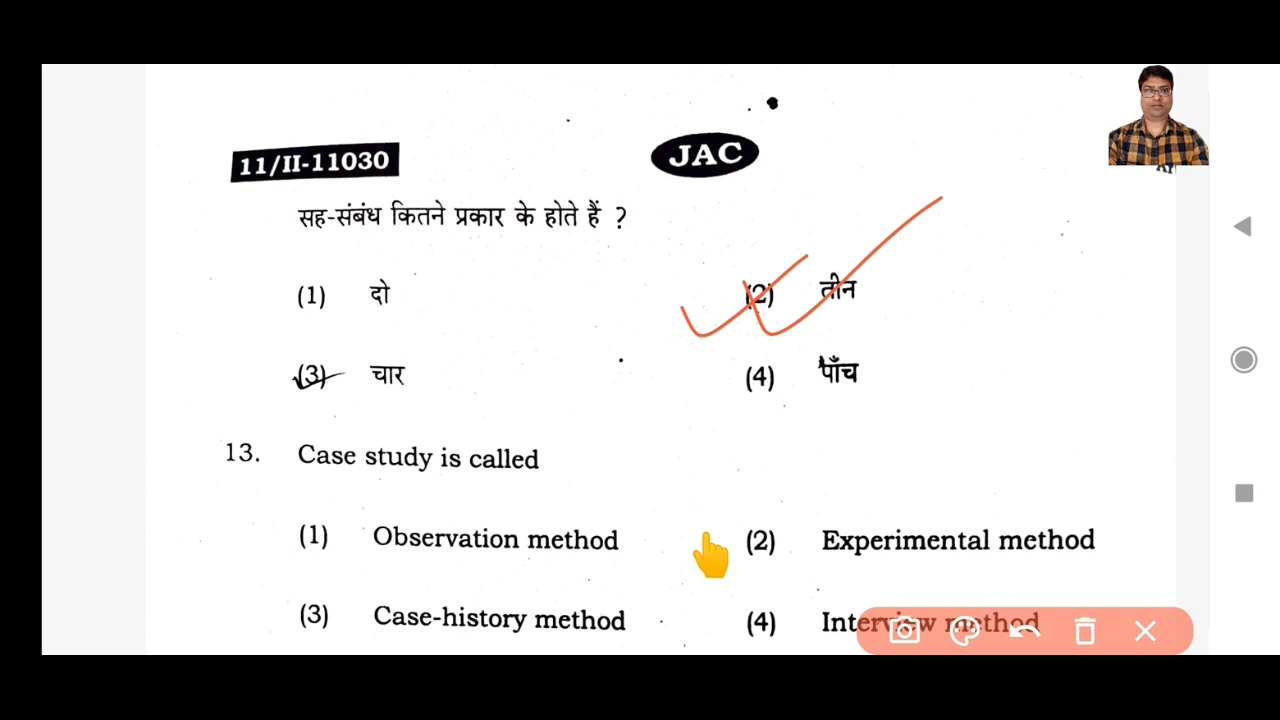 11/II-11030 JAC
सह-संबंध कितने प्रकार के होते हैं ?
(1) दो (2) तीन
(3) चार (4) पाँच
13. Case study is called
(1) Observation method (2) Experimental method
(3) Case-history method (4) Interview method